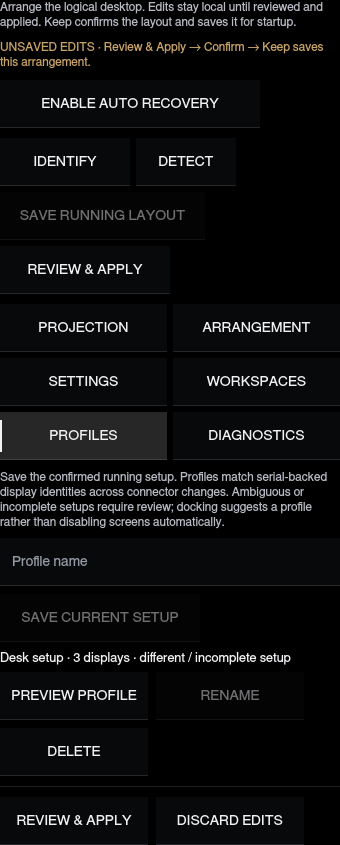 Arrange the logical desktop. Edits stay local until reviewed and
applied. Keep confirms the layout and saves it for startup.
UNSAVED EDITS · Review & Apply → Confirm → Keep saves
this arrangement.
ENABLE AUTO RECOVERY
IDENTIFY DETECT
SAVE RUNNING LAYOUT
REVIEW & APPLY
PROJECTION ARRANGEMENT
SETTINGS WORKSPACES
PROFILES DIAGNOSTICS
Save the confirmed running setup. Profiles match serial-backed
display identities across connector changes. Ambiguous or
incomplete setups require review; docking suggests a profile
rather than disabling screens automatically.
Profile name
SAVE CURRENT SETUP
Desk setup · 3 displays · different / incomplete setup
PREVIEW PROFILE RENAME
DELETE
REVIEW & APPLY DISCARD EDITS